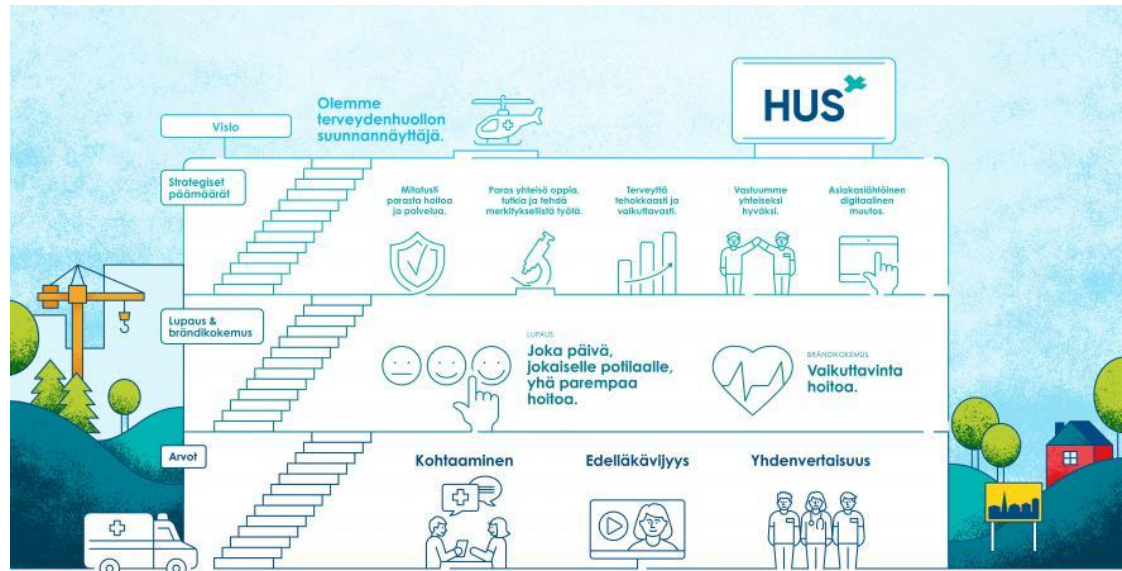 HUS
Visio
Olemme
terveydenhuollon
suunnannäyttäjä.
Strategiset
päämäärät
Mitatusti
parasta hoitoa
ja palvelua.
Paras yhteisö oppia,
tutkia ja tehdä
merkityksellistä työtä.
Terveyttä
tehokkaasti ja
vaikuttavasti.
Vastuumme
yhteiseksi
hyväksi.
Asiakaslähtöinen
digitaalinen
muutos.
Lupaus &
brändikokemus
LUPAUS
Joka päivä,
jokaiselle potilaalle,
yhä parempaa
hoitoa.
BRÄNDIKOKEMUS
Vaikuttavinta
hoitoa.
Arvot
Kohtaaminen
Edelläkävijyys
Yhdenvertaisuus